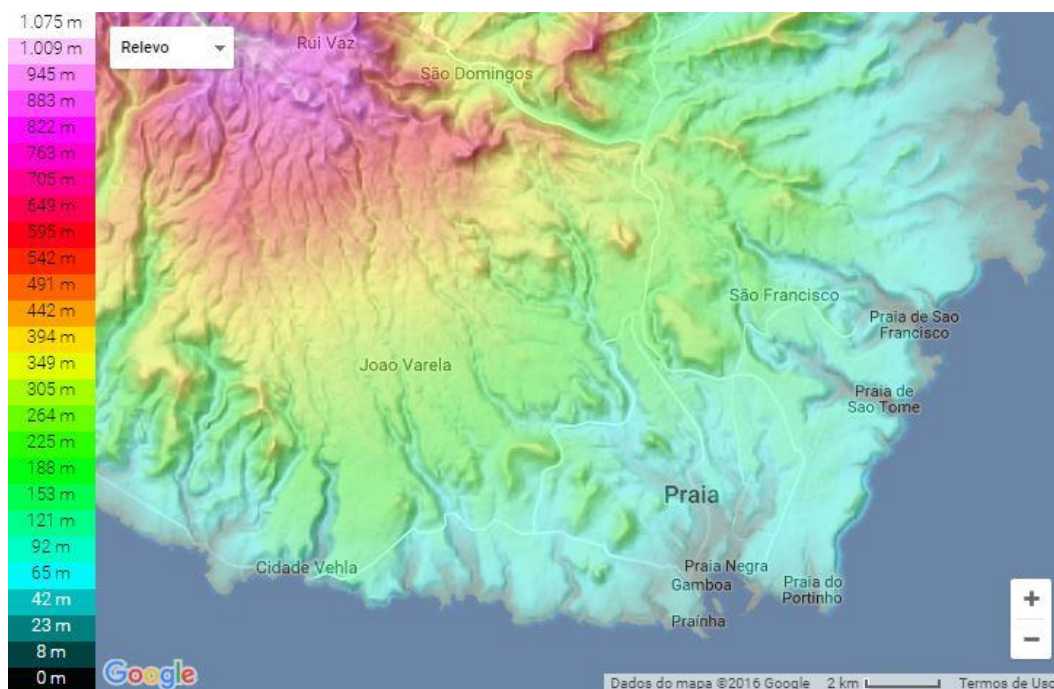 1.075 m
1.009 m
945 m
883 m
822 m
763 m
705 m
649 m
595 m
542 m
491 m
442 m
394 m
349 m
305 m
264 m
225 m
188 m
153 m
121 m
92 m
65 m
42 m
23 m
8 m
0 m
Relevo
Rui Vaz
São Domingos
São Francisco
Praia de Sao
Francisco
Joao Varela
Praia de
Sao Tome
Praia
Cidade Vehla
Praia Negra
Gamboa
Praia do
Portinho
Prainha
+
−
Google
Dados do mapa ©2016 Google
2 km
Termos de Uso